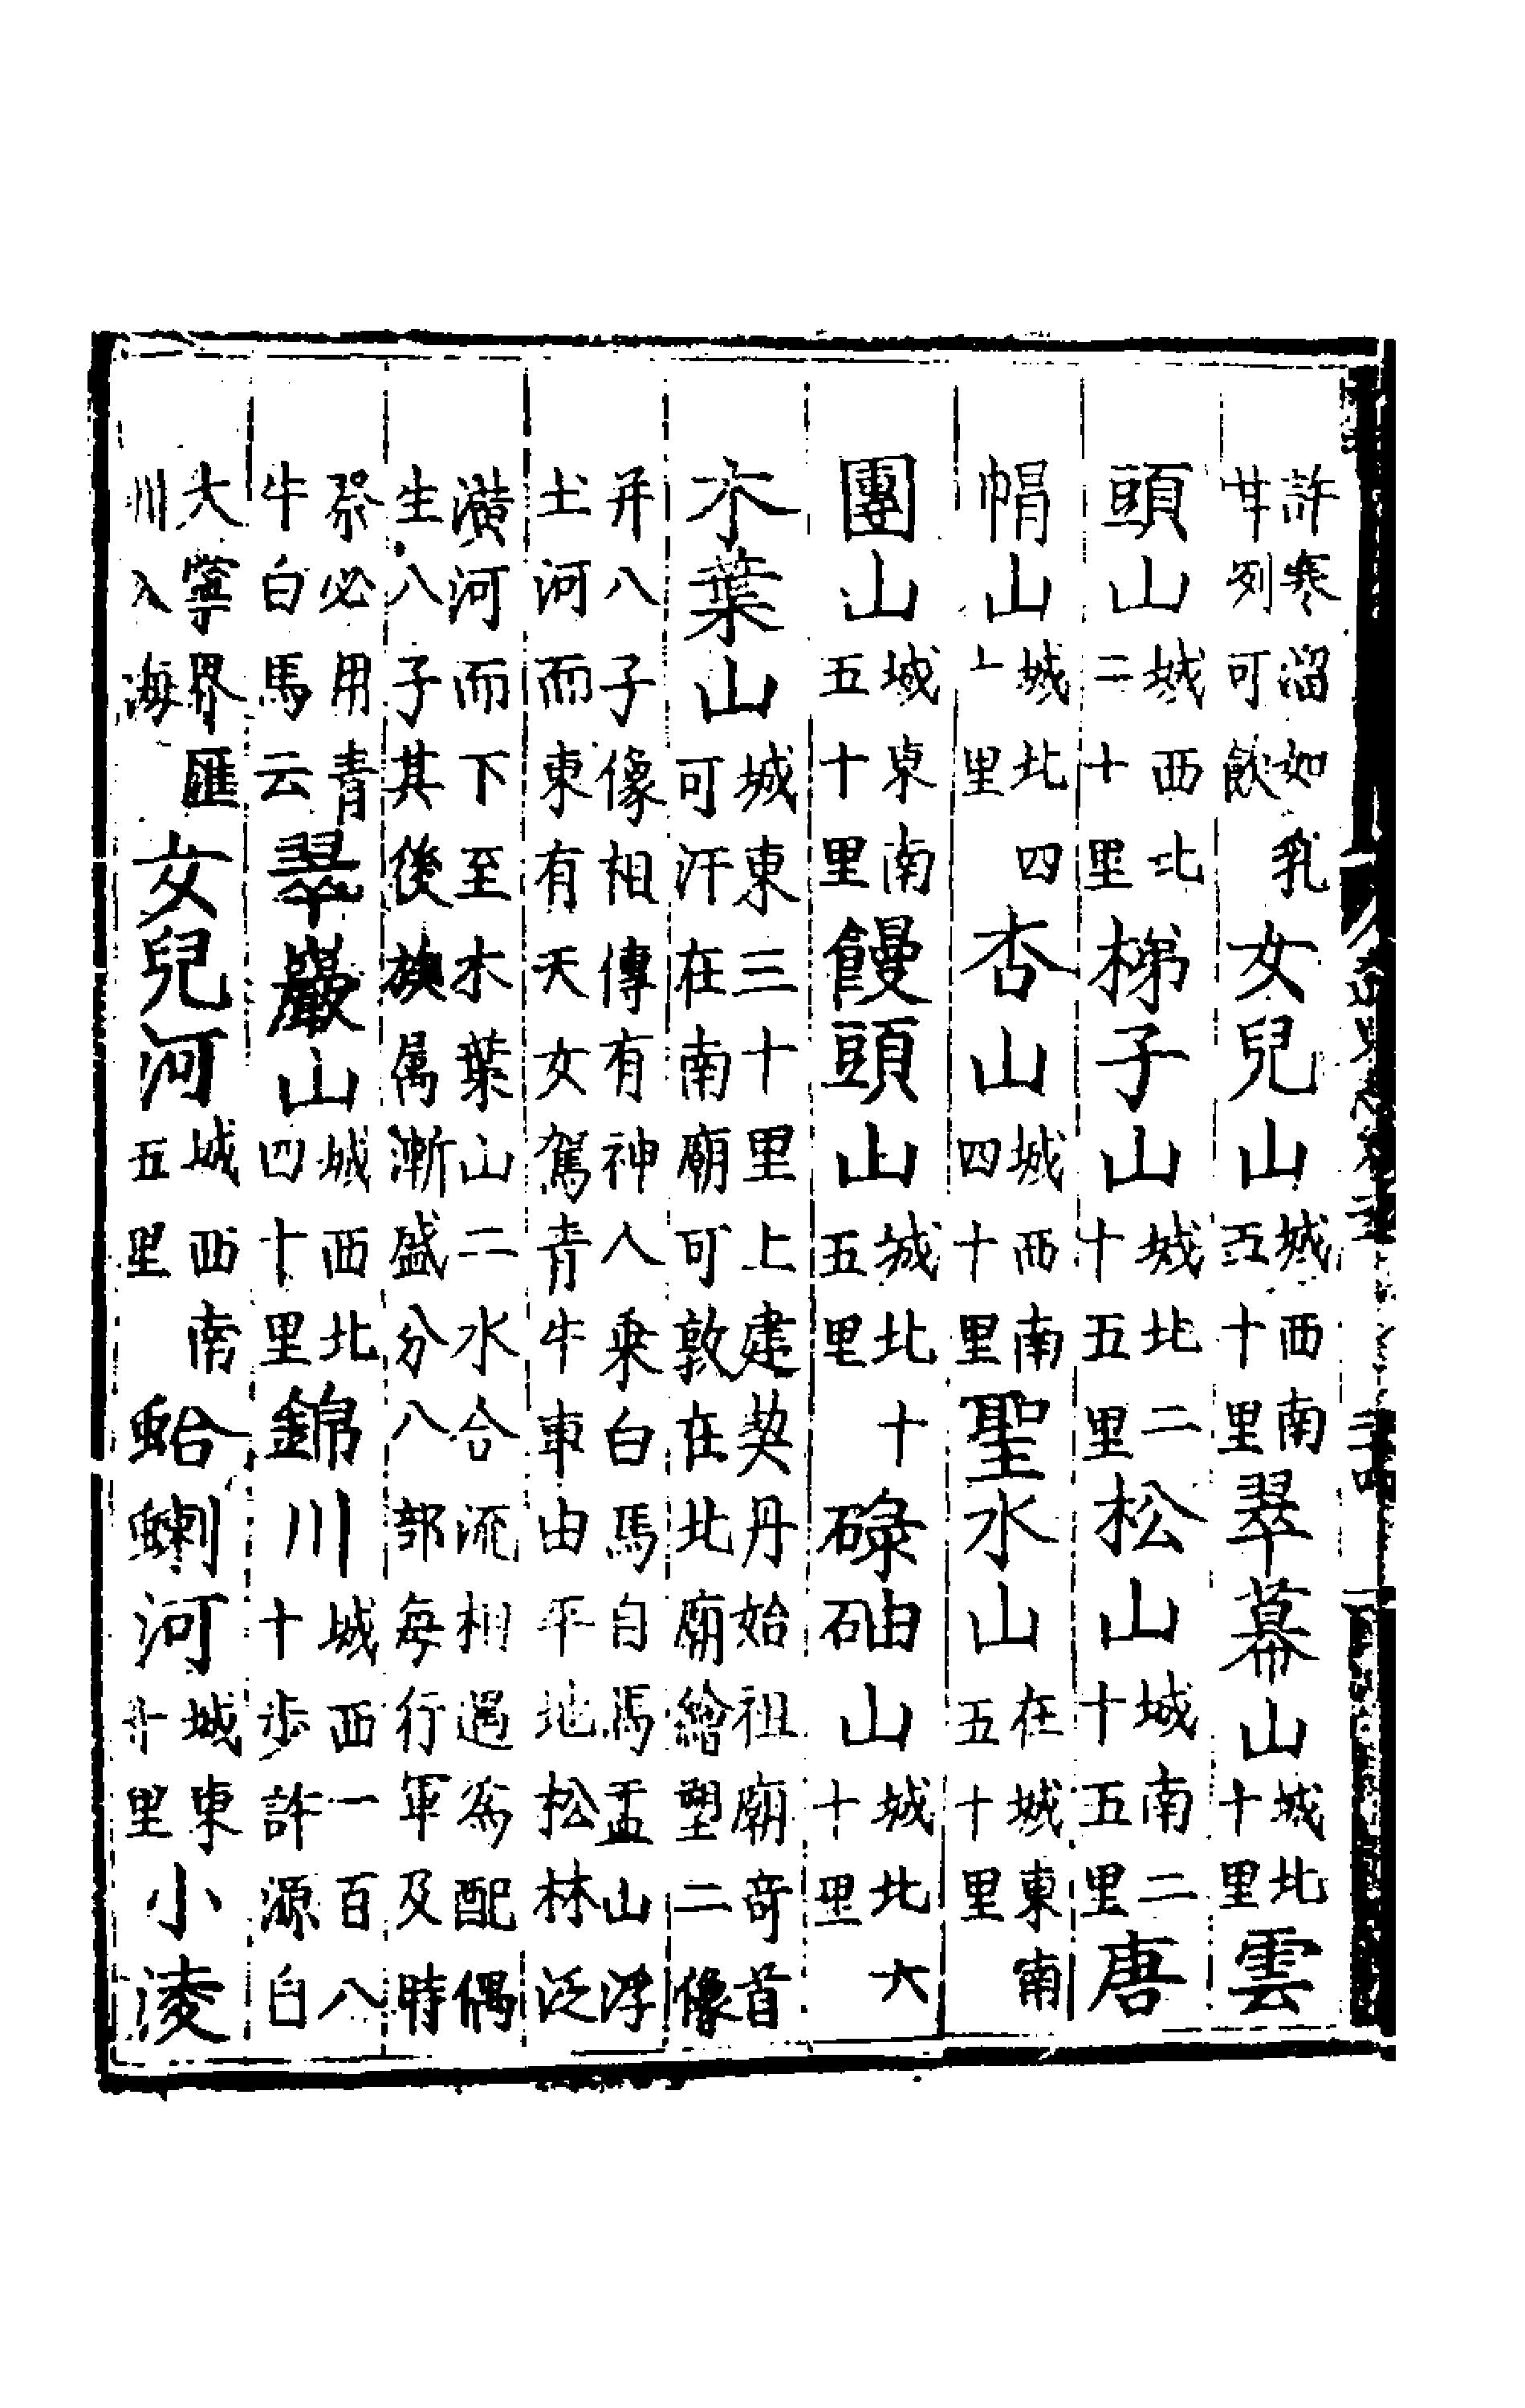 許寒溜如乳甘冽可飲女兒山城西南五十里翠幕山城北十里雲
頭山城西北二十里梯子山城北二十五里松山城南二十五里唐
帽山城北四十里杏山城西南四十里聖水山在城東南五十里
團山城東南五十里饅頭山城北十五里碌山城北六十里
木葉山城東三十里上建契丹始祖廟奇首可汗在南廟可敦在北廟繪塑二像
并八子像相傳有神人乘白馬自馬盂山浮土河而東有天女駕青牛車由平地松林泛
潢河而下至木葉山二水合流相遇為配偶生八子其後族属漸盛分八部每行軍及時
祭必用青牛白馬云翠巖山城西北四十里錦川城西一百八十步許源自
大寧界匯川入海女兒河城西南五里蛤蝲河城東十里小淩